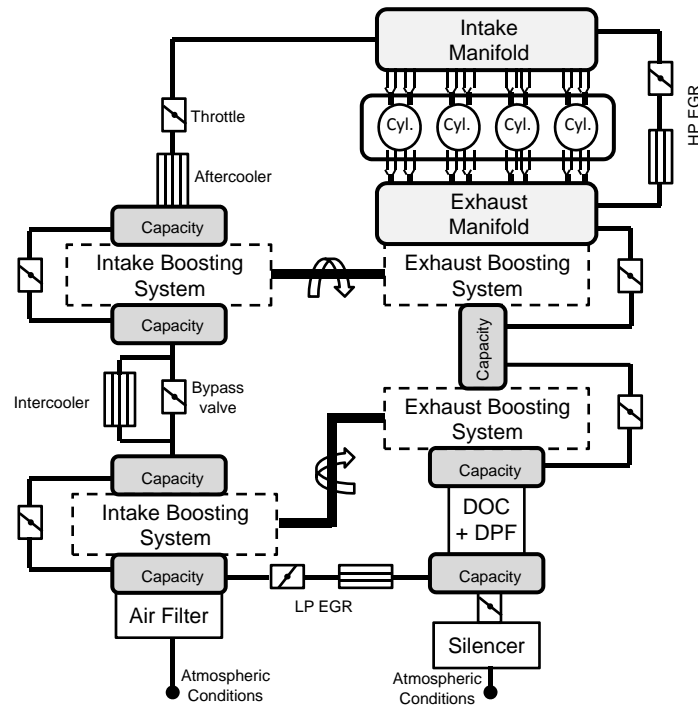 Intake
Manifold
Throttle
Cyl.
Cyl.
Cyl.
Cyl.
HP EGR
Aftercooler
Capacity
Exhaust
Manifold
Intake Boosting
System
Exhaust Boosting
System
Capacity
Capacity
Intercooler
Bypass
valve
Exhaust Boosting
System
Capacity
Capacity
Intake Boosting
System
DOC
+ DPF
Capacity
Capacity
LP EGR
Air Filter
Silencer
Atmospheric
Conditions
Atmospheric
Conditions